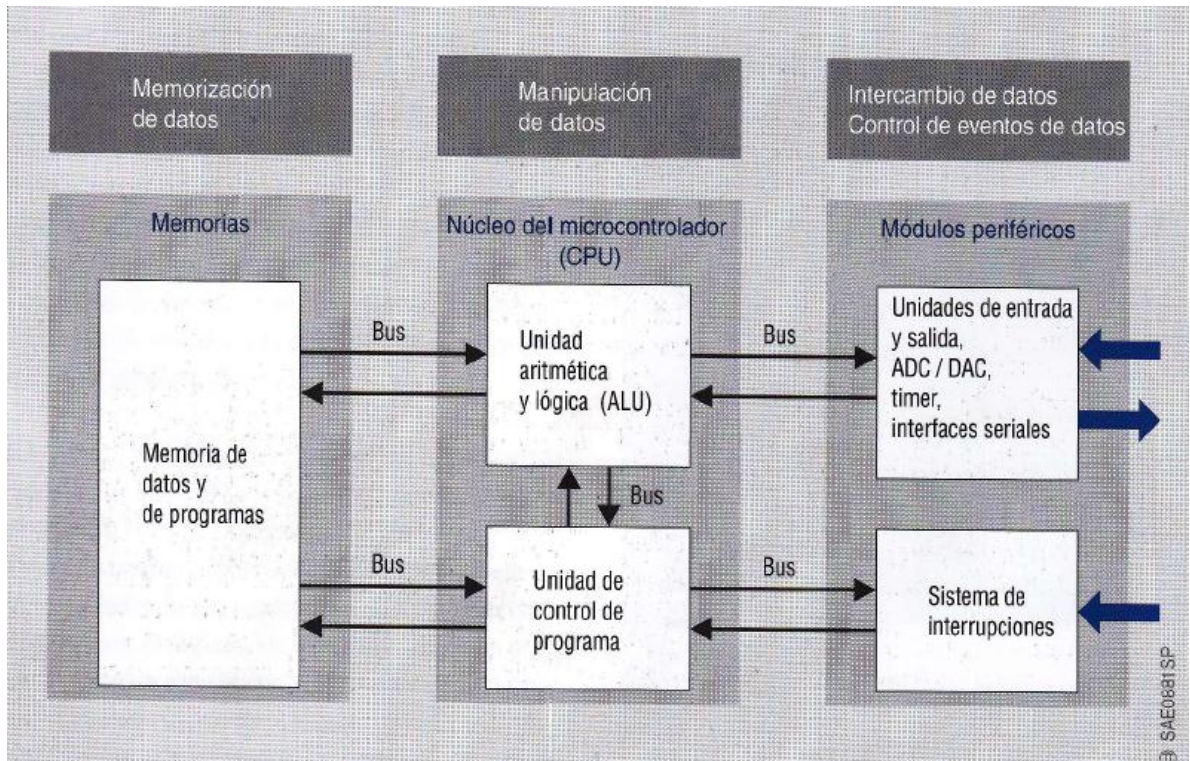 Memorización
de datos
Manipulación
de datos
Intercambio de datos
Control de eventos de datos
Memorias
Núcleo del microcontrolador
(CPU)
Módulos periféricos
Memoria de
datos y
de programas
Bus
Unidad
aritmética
y lógica (ALU)
Bus
Unidades de entrada
y salida,
ADC / DAC,
timer,
interfaces seriales
Bus
Bus
Unidad de
control de
programa
Bus
Sistema de
interrupciones
SAE0881SP